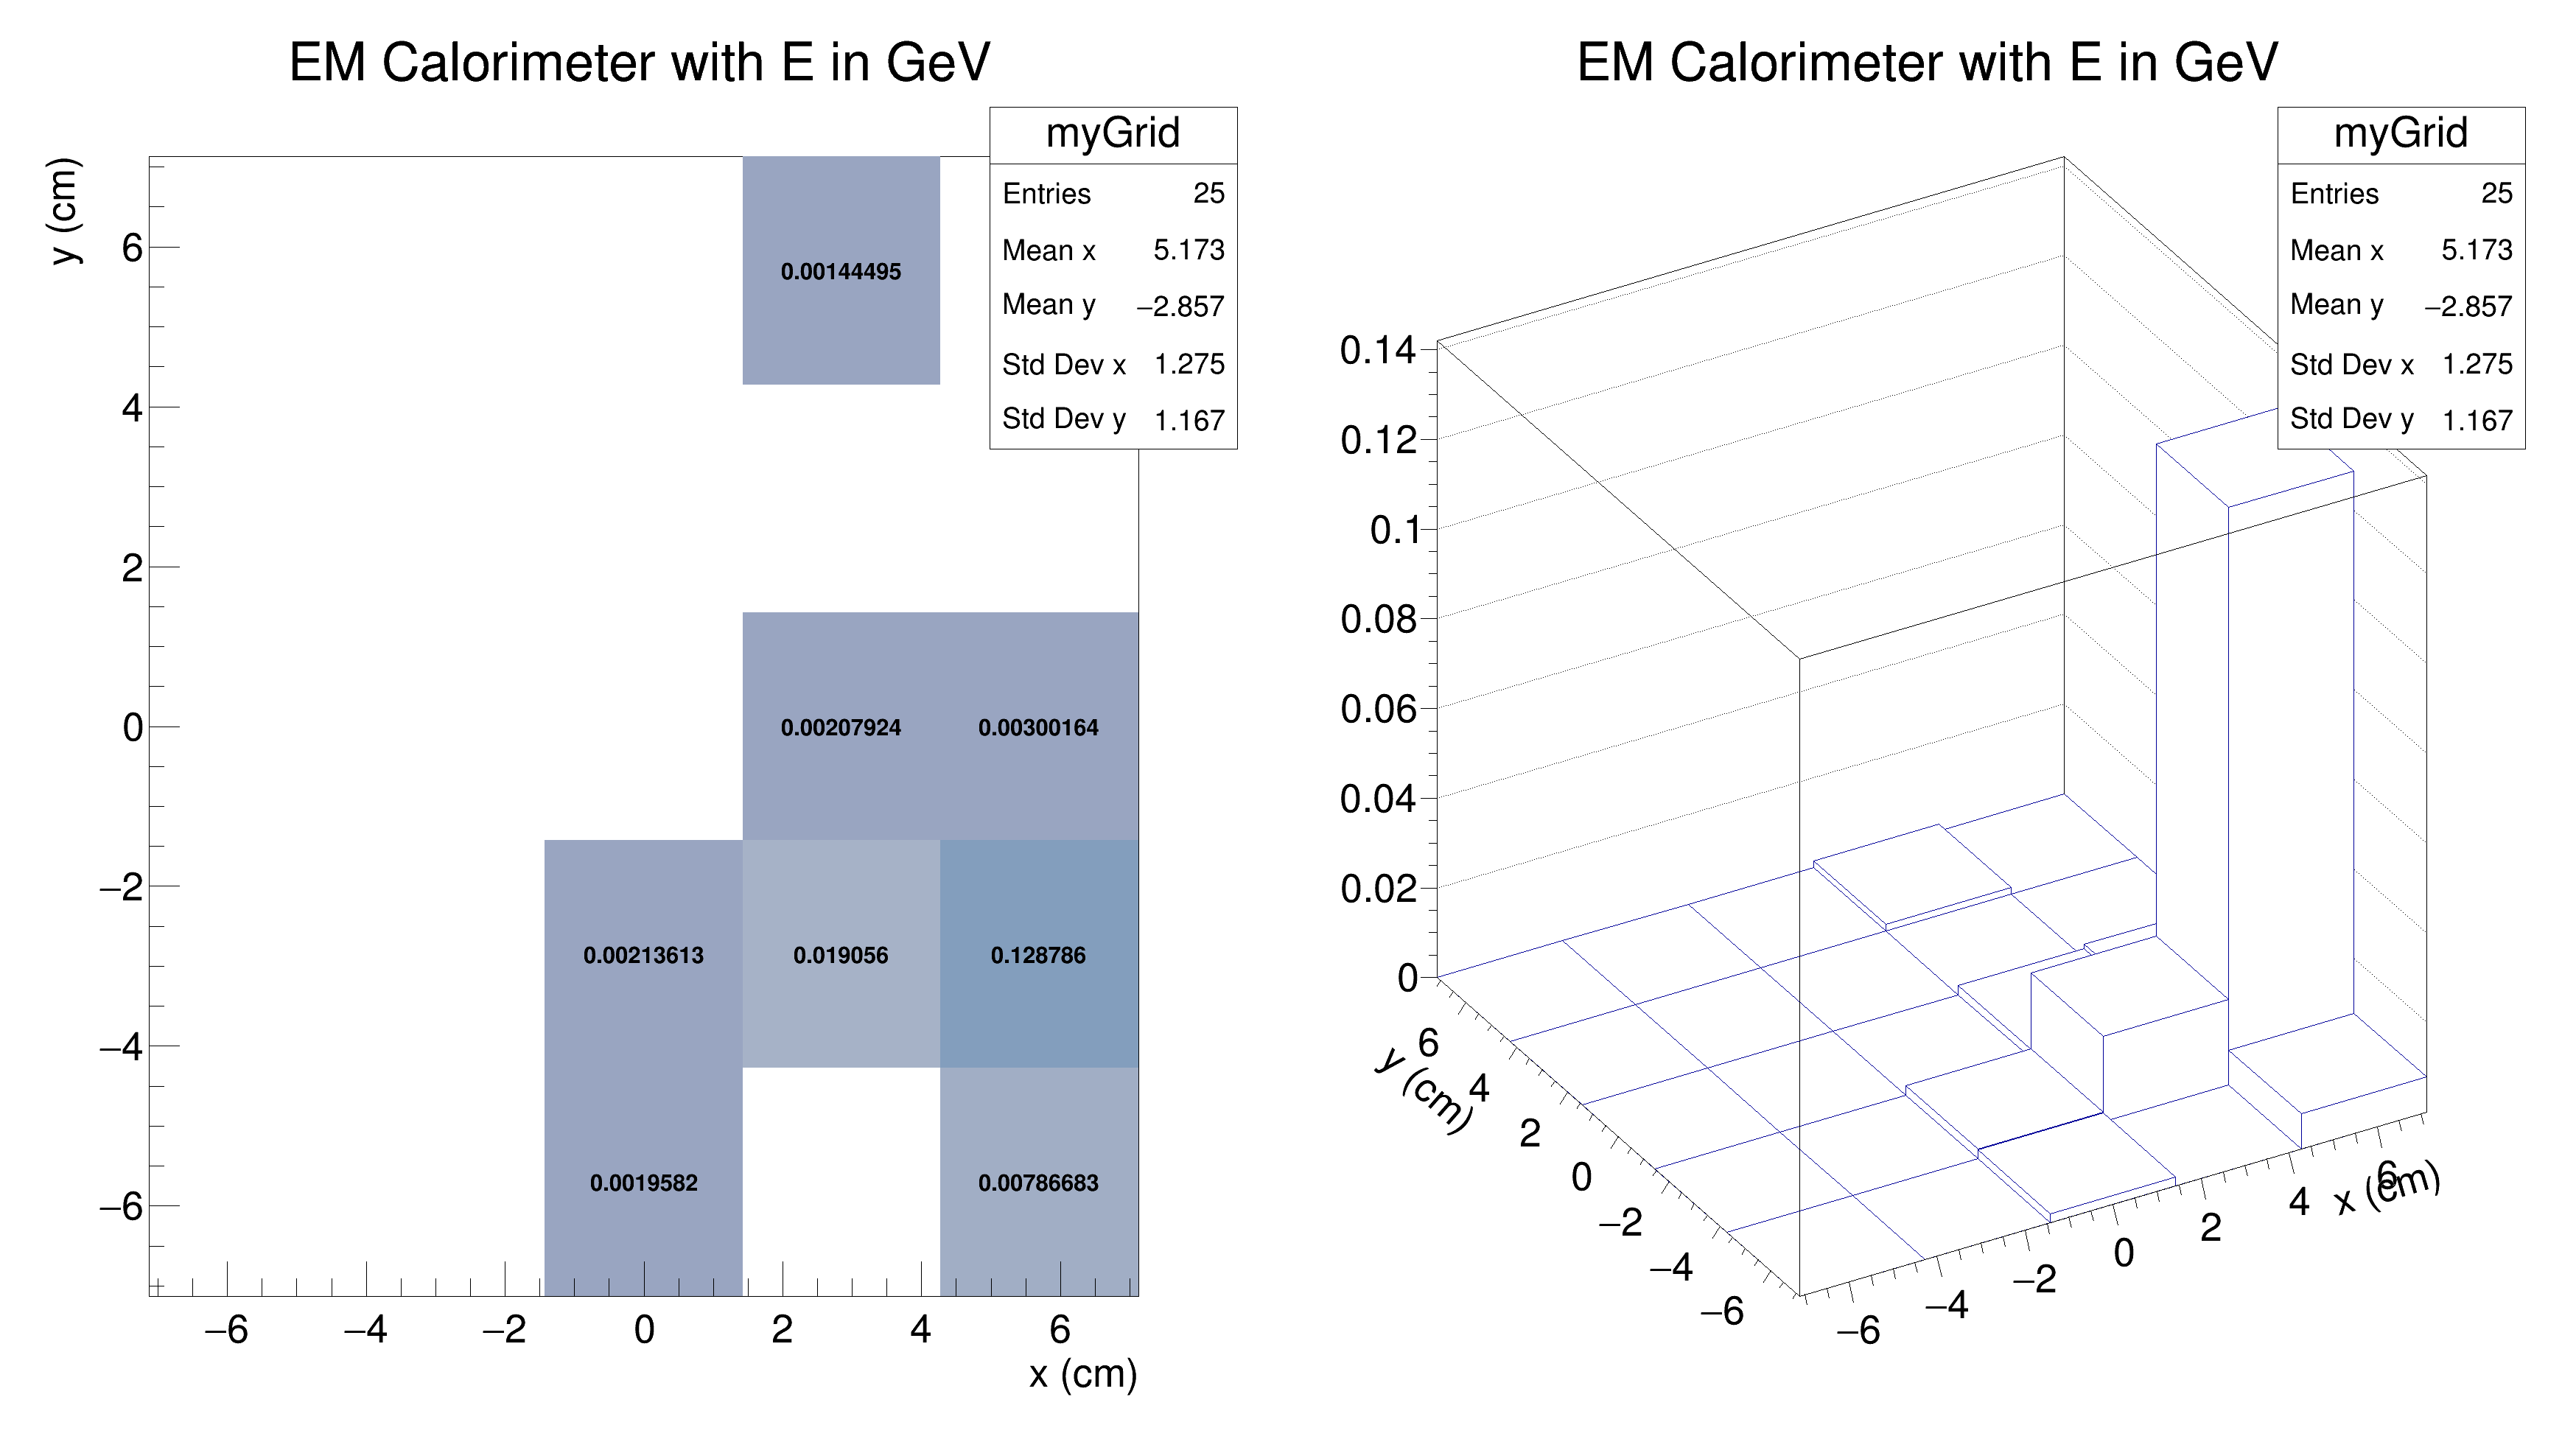 EM Calorimeter with E in GeV
myGrid
Entries 25
Mean x 5.173
Mean y −2.857
Std Dev x 1.275
Std Dev y 1.167
y (cm)
6
4
2
0
−2
−4
−6
0.00144495
0.00207924 0.00300164
0.00213613 0.019056 0.128786
0.0019582 0.00786683
−6 −4 −2 0 2 4 6
x (cm)
EM Calorimeter with E in GeV
myGrid
Entries 25
Mean x 5.173
Mean y −2.857
Std Dev x 1.275
Std Dev y 1.167
0.14
0.12
0.1
0.08
0.06
0.04
0.02
0
6
4
2
0
−2
−4
−6
y (cm)
−6
−4
−2
0
2
4
6
x (cm)